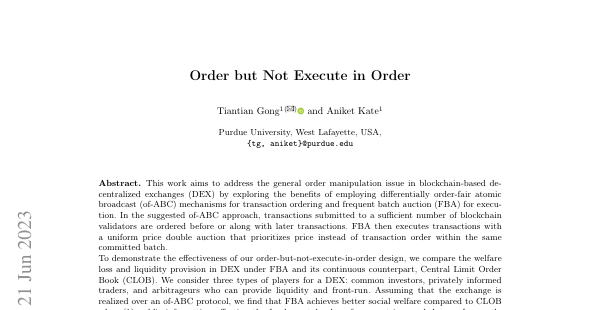 Order but Not Execute in Order
Tiantian Gong¹(✉) and Aniket Kate¹
Purdue University, West Lafayette, USA,
{tg, aniket}@purdue.edu
Abstract. This work aims to address the general order manipulation issue in blockchain-based de-
centralized exchanges (DEX) by exploring the benefits of employing differentially order-fair atomic
broadcast (of-ABC) mechanisms for transaction ordering and frequent batch auction (FBA) for execu-
tion. In the suggested of-ABC approach, transactions submitted to a sufficient number of blockchain
validators are ordered before or along with later transactions. FBA then executes transactions with
a uniform price double auction that prioritizes price instead of transaction order within the same
committed batch.
To demonstrate the effectiveness of our order-but-not-execute-in-order design, we compare the welfare
loss and liquidity provision in DEX under FBA and its continuous counterpart, Central Limit Order
Book (CLOB). We consider three types of players for a DEX: common investors, privately informed
traders, and arbitrageurs who can provide liquidity and front-run. Assuming that the exchange is
realized over an of-ABC protocol, we find that FBA achieves better social welfare compared to CLOB
21 Jun 2023